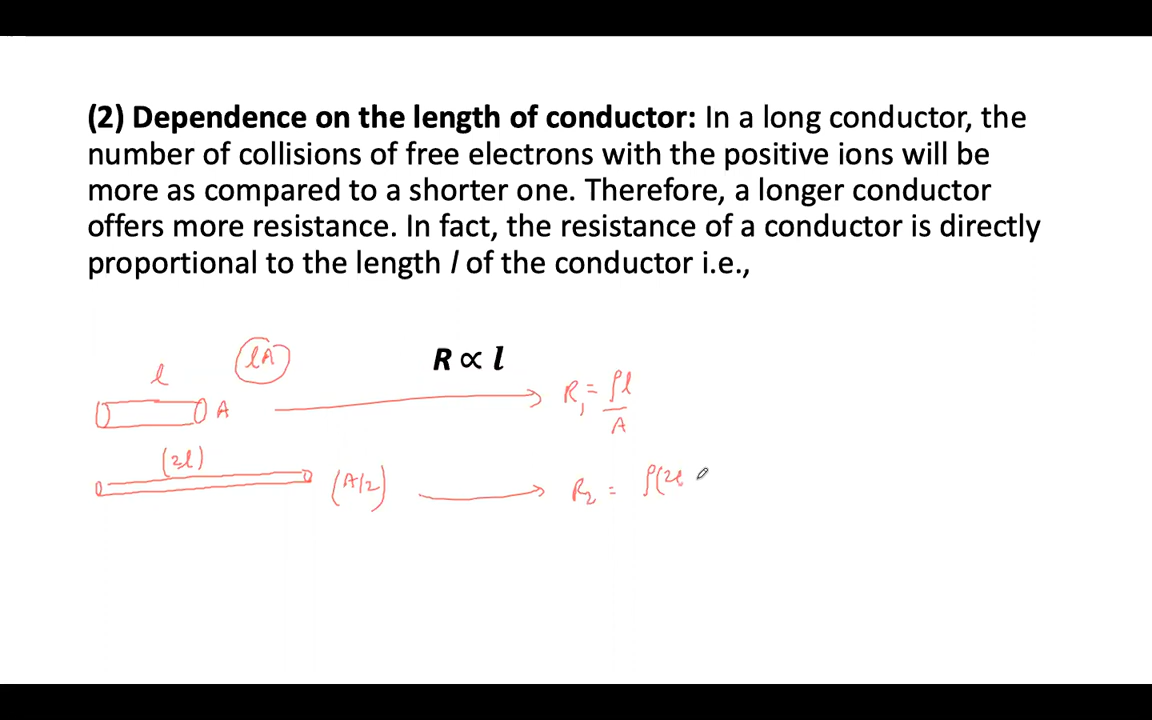 (2) Dependence on the length of conductor: In a long conductor, the
number of collisions of free electrons with the positive ions will be
more as compared to a shorter one. Therefore, a longer conductor
offers more resistance. In fact, the resistance of a conductor is directly
proportional to the length l of the conductor i.e.,
R ∝ l
l
lA
A
R₁ = ρl/A
(2l)
(A/2)
R₂ = ρ(2l